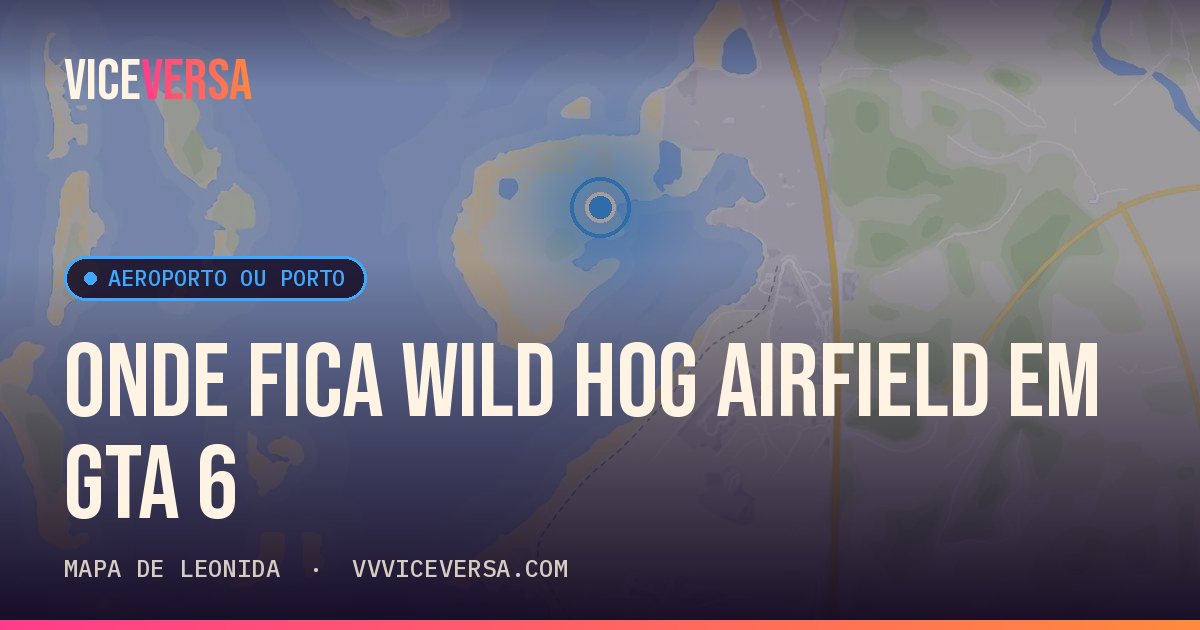 VICEVERSA
AEROPORTO OU PORTO
ONDE FICA WILD HOG AIRFIELD EM
GTA 6
MAPA DE LEONIDA · VVVICEVERSA.COM